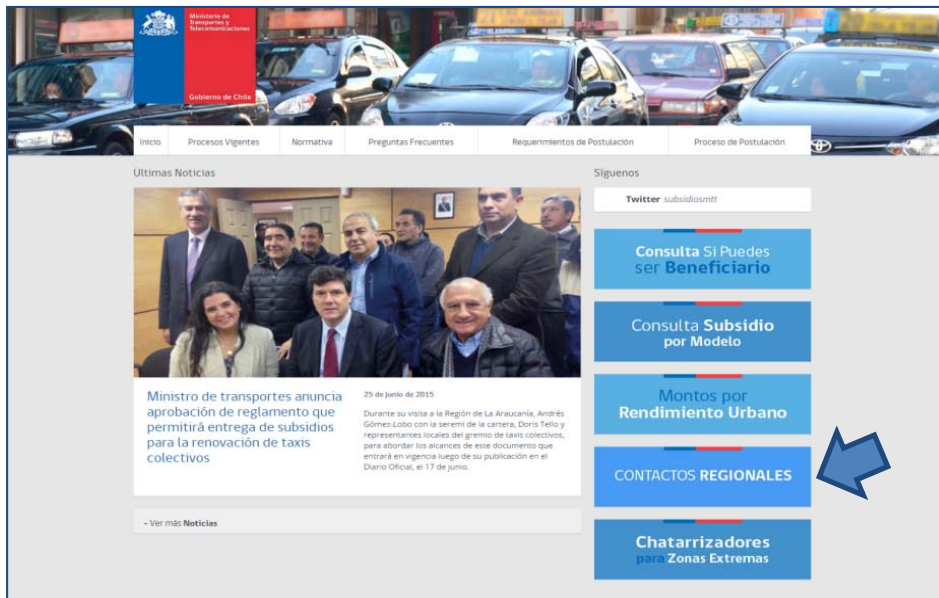 Ministerio de
Transportes y
Telecomunicaciones
Gobierno de Chile
Inicio Procesos Vigentes Normativa Preguntas Frecuentes Requerimientos de Postulación Proceso de Postulación
Últimas Noticias
Ministro de transportes anuncia
aprobación de reglamento que
permitirá entrega de subsidios
para la renovación de taxis
colectivos
25 de junio de 2015
Durante su visita a la Región de La Araucanía, Andrés
Gómez-Lobo con la seremi de la cartera, Doris Tello y
representantes locales del gremio de taxis colectivos,
para abordar los alcances de este documento que
entrará en vigencia luego de su publicación en el
Diario Oficial, el 17 de junio.
- Ver más Noticias
Síguenos
Twitter subsidiosmtt
Consulta Si Puedes
ser Beneficiario
Consulta Subsidio
por Modelo
Montos por
Rendimiento Urbano
CONTACTOS REGIONALES
Chatarrizadores
para Zonas Extremas